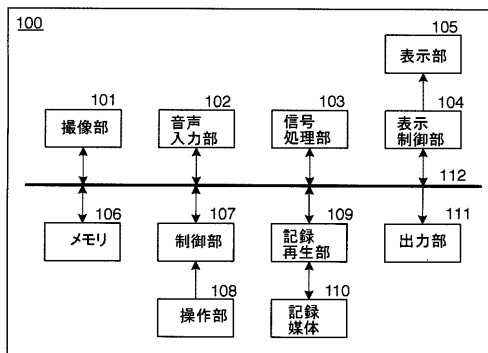 100
105
表示部
101
102
103
104
撮像部
音声
入力部
信号
処理部
表示
制御部
112
106
107
109
111
メモリ
制御部
記録
再生部
出力部
108
110
操作部
記録
媒体